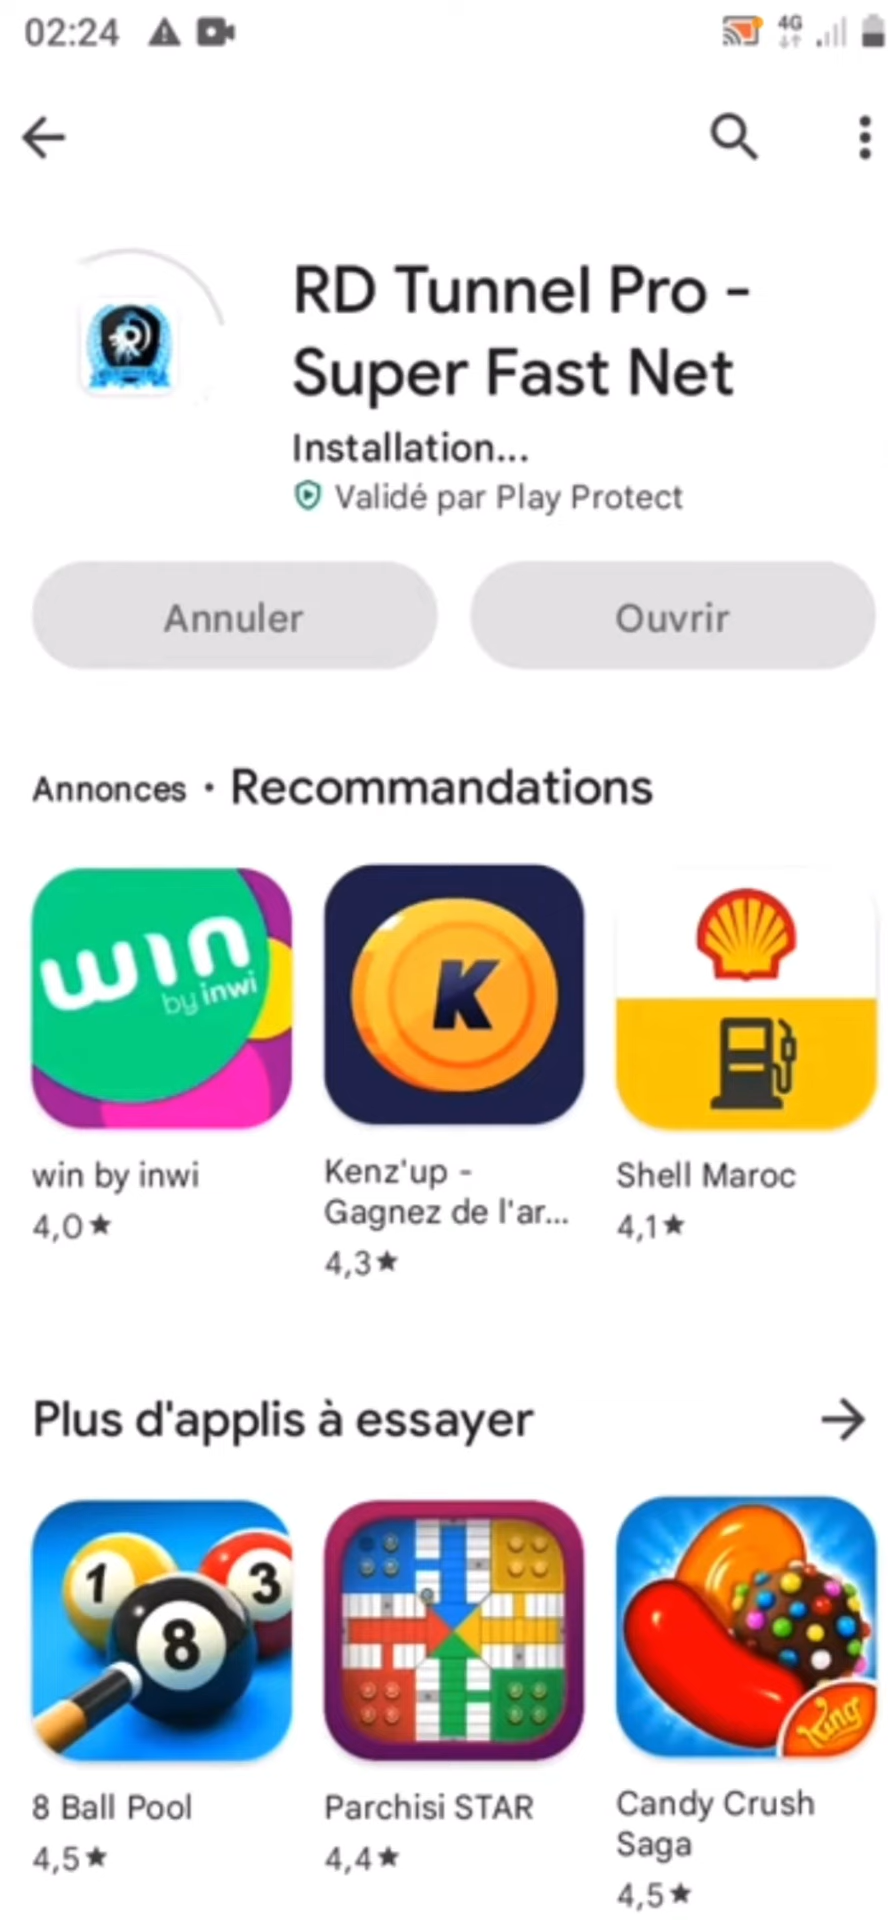 02:24
4G
RD Tunnel Pro -
Super Fast Net
Installation...
Validé par Play Protect
Annuler
Ouvrir
Annonces • Recommandations
win
by inwi
K
win by inwi
4,0★
Kenz'up -
Gagnez de l'ar...
4,3★
Shell Maroc
4,1★
Plus d'applis à essayer
1
3
8
King
8 Ball Pool
4,5★
Parchisi STAR
4,4★
Candy Crush
Saga
4,5★